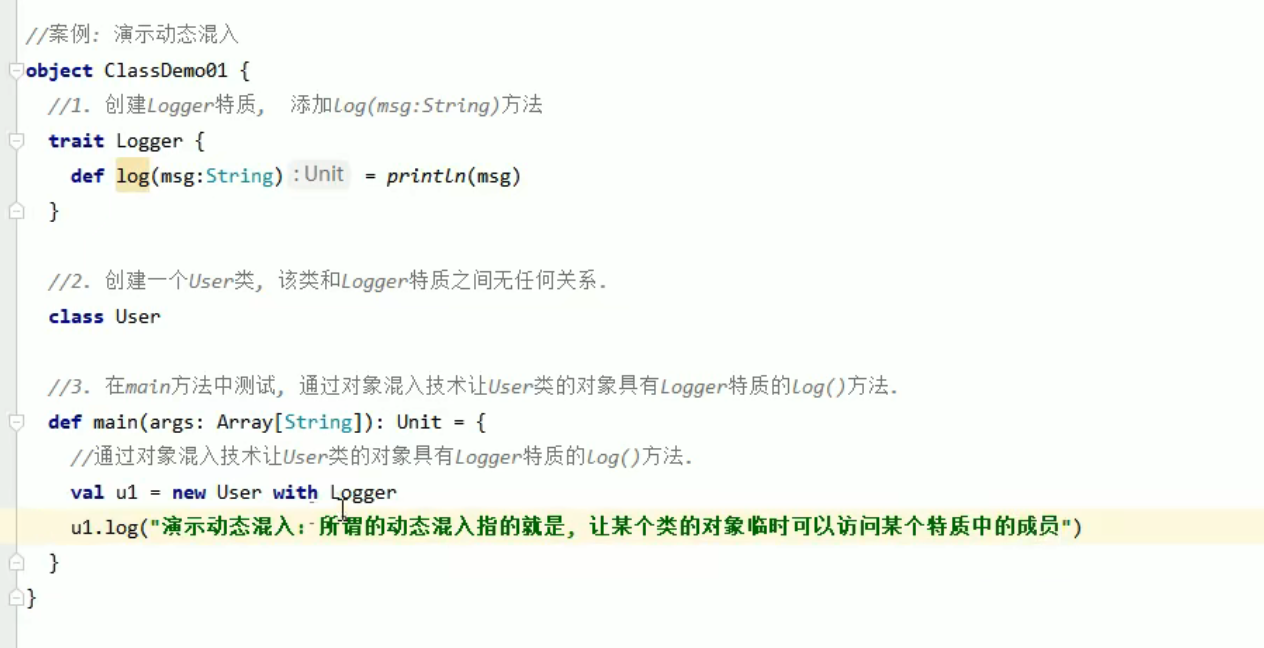 //案例: 演示动态混入
object ClassDemo01 {
//1. 创建Logger特质, 添加log(msg:String)方法
trait Logger {
def log(msg:String) :Unit = println(msg)
}
//2. 创建一个User类, 该类和Logger特质之间无任何关系.
class User
//3. 在main方法中测试, 通过对象混入技术让User类的对象具有Logger特质的log()方法.
def main(args: Array[String]): Unit = {
//通过对象混入技术让User类的对象具有Logger特质的log()方法.
val u1 = new User with Logger
u1.log("演示动态混入: 所谓的动态混入指的就是, 让某个类的对象临时可以访问某个特质中的成员")
}
}